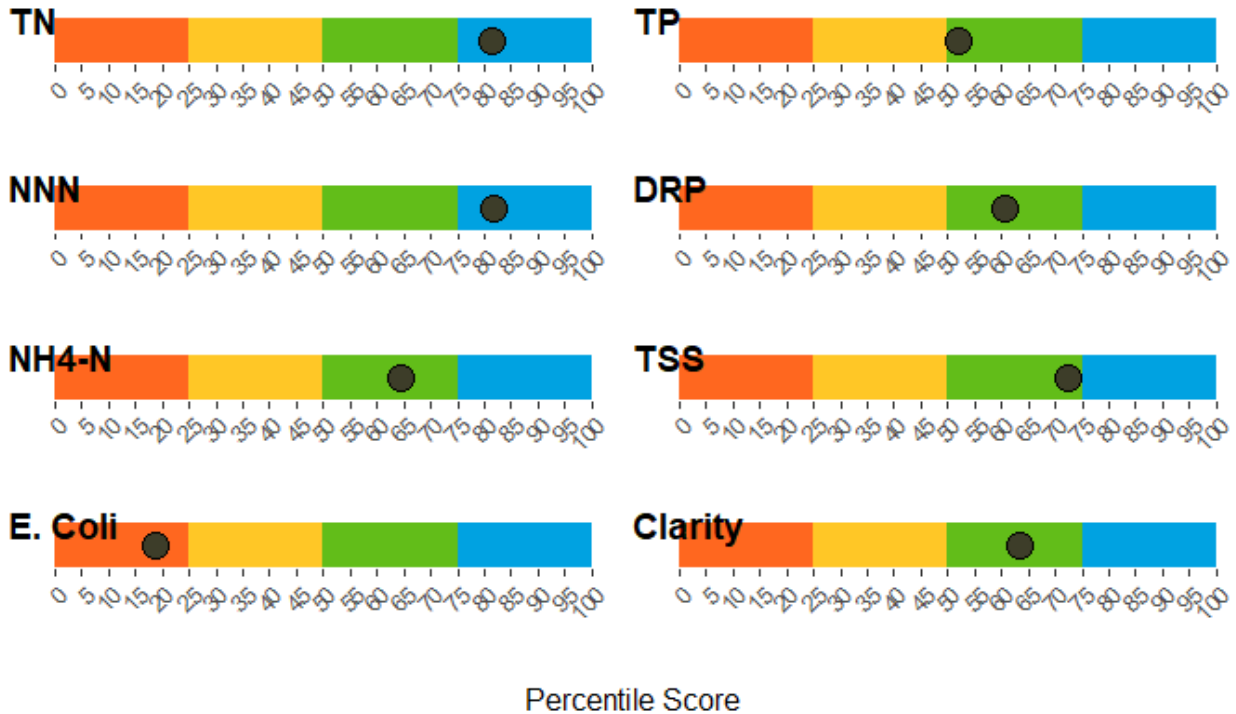 TN
0 5 10 15 20 25 30 35 40 45 50 55 60 65 70 75 80 85 90 95 100
TP
0 5 10 15 20 25 30 35 40 45 50 55 60 65 70 75 80 85 90 95 100
NNN
0 5 10 15 20 25 30 35 40 45 50 55 60 65 70 75 80 85 90 95 100
DRP
0 5 10 15 20 25 30 35 40 45 50 55 60 65 70 75 80 85 90 95 100
NH4-N
0 5 10 15 20 25 30 35 40 45 50 55 60 65 70 75 80 85 90 95 100
TSS
0 5 10 15 20 25 30 35 40 45 50 55 60 65 70 75 80 85 90 95 100
E. Coli
0 5 10 15 20 25 30 35 40 45 50 55 60 65 70 75 80 85 90 95 100
Clarity
0 5 10 15 20 25 30 35 40 45 50 55 60 65 70 75 80 85 90 95 100
Percentile Score